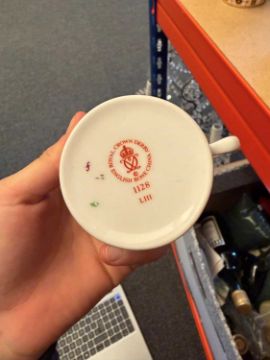 ROYAL CROWN DERBY
ENGLISH BONE CHINA
©
1128
LIII